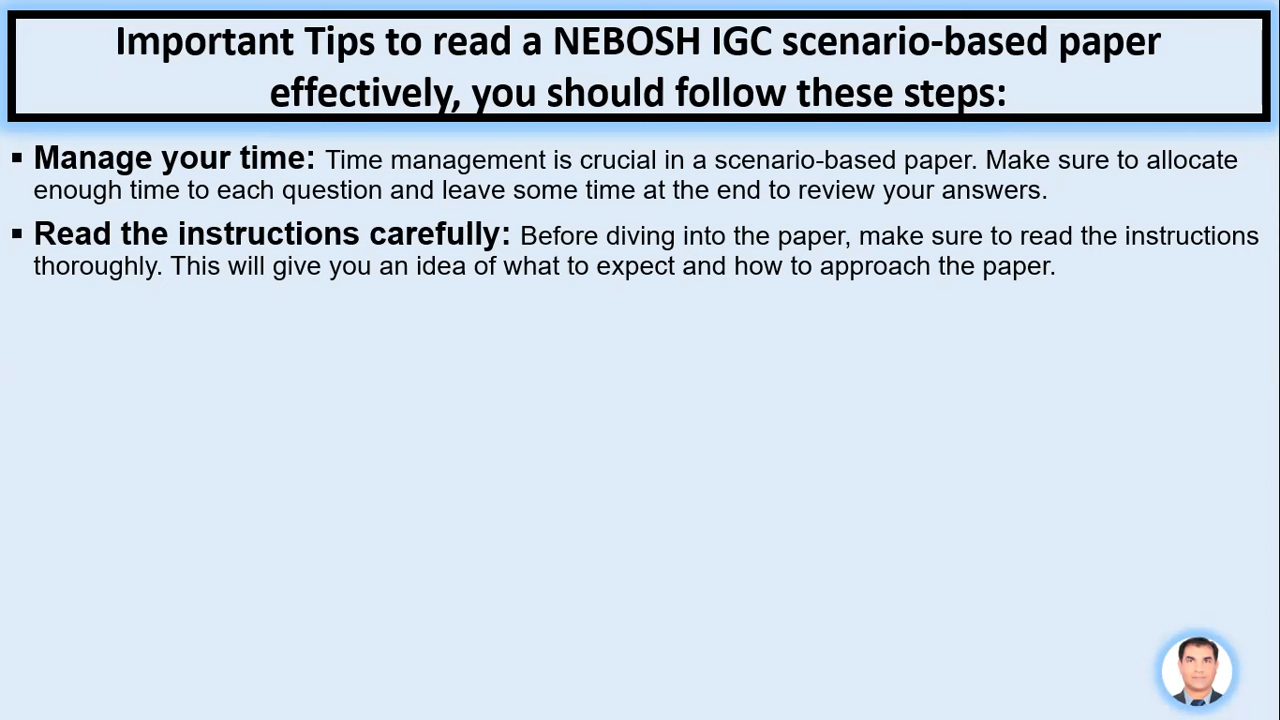 Important Tips to read a NEBOSH IGC scenario-based paper
effectively, you should follow these steps:
▪ Manage your time: Time management is crucial in a scenario-based paper. Make sure to allocate
enough time to each question and leave some time at the end to review your answers.
▪ Read the instructions carefully: Before diving into the paper, make sure to read the instructions
thoroughly. This will give you an idea of what to expect and how to approach the paper.